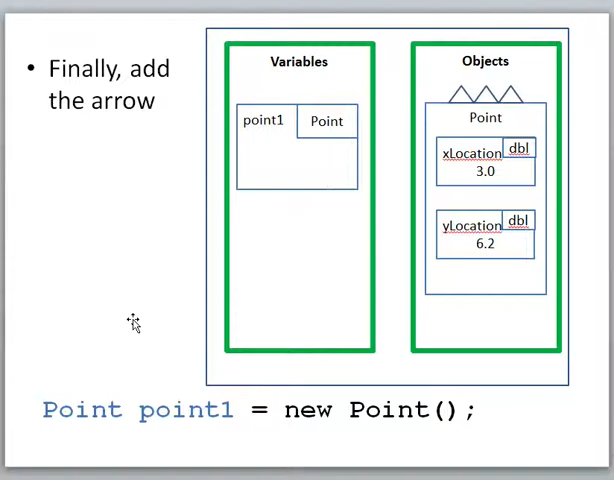 • Finally, add
the arrow
Variables
point1
Point
Objects
Point
xLocation
dbl
3.0
yLocation
dbl
6.2
Point point1 = new Point();